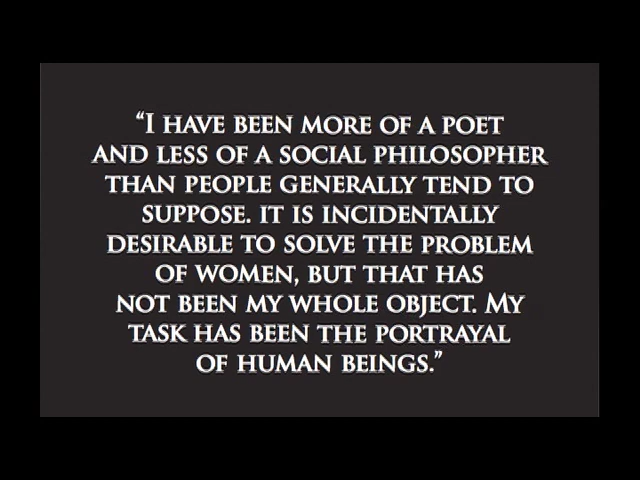 “I HAVE BEEN MORE OF A POET
AND LESS OF A SOCIAL PHILOSOPHER
THAN PEOPLE GENERALLY TEND TO
SUPPOSE. IT IS INCIDENTALLY
DESIRABLE TO SOLVE THE PROBLEM
OF WOMEN, BUT THAT HAS
NOT BEEN MY WHOLE OBJECT. MY
TASK HAS BEEN THE PORTRAYAL
OF HUMAN BEINGS.”